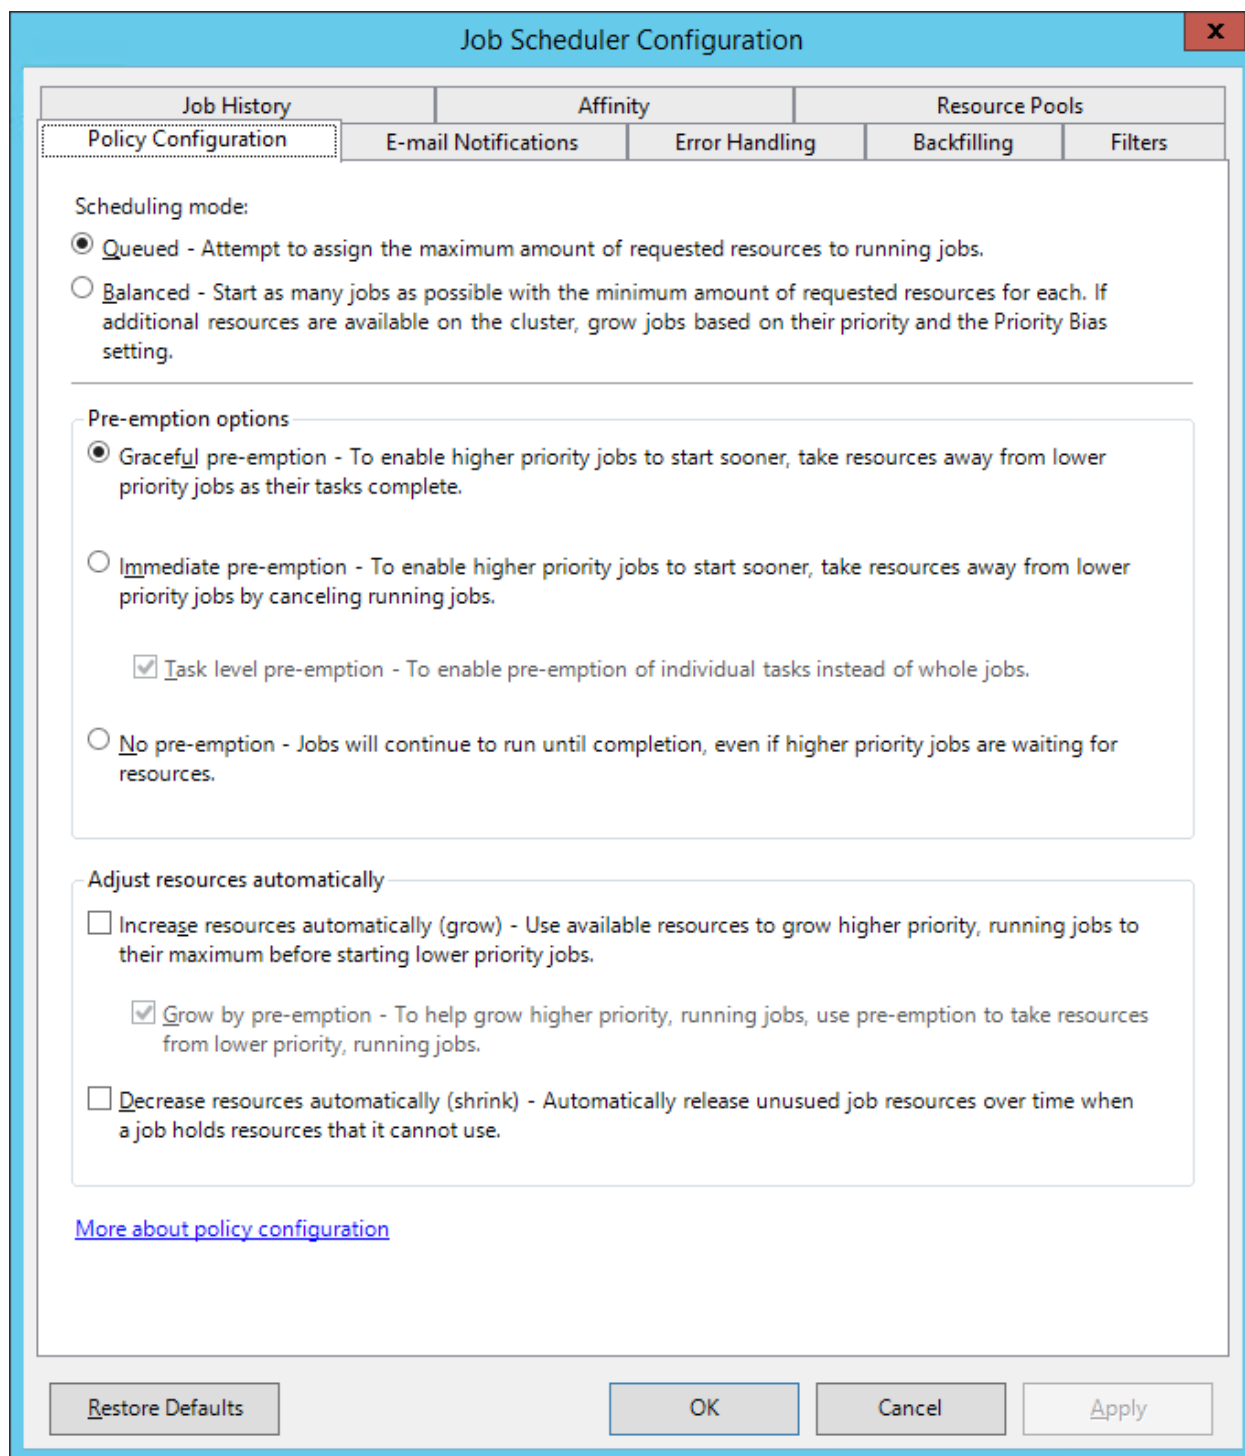 Job Scheduler Configuration
x
Job History
Affinity
Resource Pools
Policy Configuration
E-mail Notifications
Error Handling
Backfilling
Filters
Scheduling mode:
Queued - Attempt to assign the maximum amount of requested resources to running jobs.
Balanced - Start as many jobs as possible with the minimum amount of requested resources for each. If
additional resources are available on the cluster, grow jobs based on their priority and the Priority Bias
setting.
Pre-emption options
Graceful pre-emption - To enable higher priority jobs to start sooner, take resources away from lower
priority jobs as their tasks complete.
Immediate pre-emption - To enable higher priority jobs to start sooner, take resources away from lower
priority jobs by canceling running jobs.
Task level pre-emption - To enable pre-emption of individual tasks instead of whole jobs.
No pre-emption - Jobs will continue to run until completion, even if higher priority jobs are waiting for
resources.
Adjust resources automatically
Increase resources automatically (grow) - Use available resources to grow higher priority, running jobs to
their maximum before starting lower priority jobs.
Grow by pre-emption - To help grow higher priority, running jobs, use pre-emption to take resources
from lower priority, running jobs.
Decrease resources automatically (shrink) - Automatically release unusued job resources over time when
a job holds resources that it cannot use.
More about policy configuration
Restore Defaults
OK
Cancel
Apply